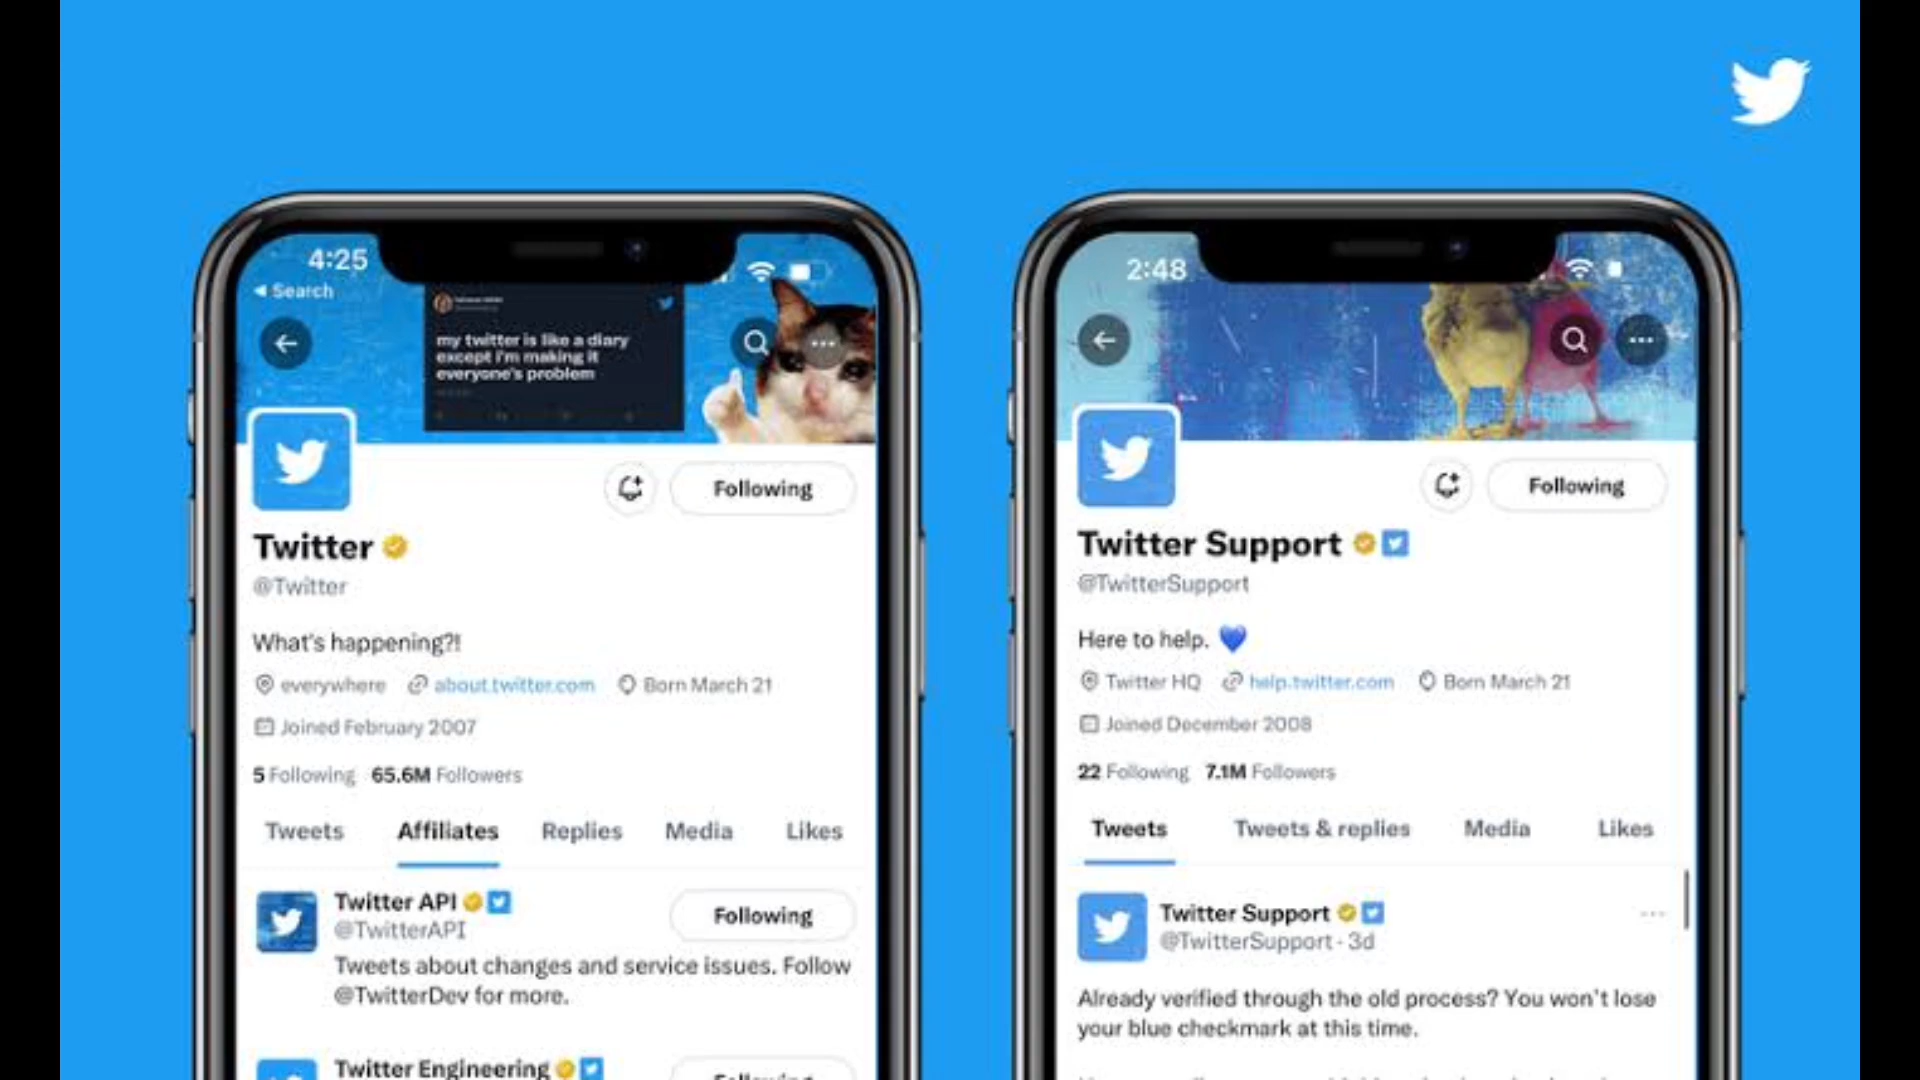 4:25
Search
my twitter is like a diary
except i'm making it
everyone's problem
Following
Twitter
@Twitter
What's happening?!
everywhere about.twitter.com Born March 21
Joined February 2007
5 Following 65.6M Followers
Tweets Affiliates Replies Media Likes
Twitter API
@TwitterAPI
Following
Tweets about changes and service issues. Follow
@TwitterDev for more.
Twitter Engineering
Following
2:48
Following
Twitter Support
@TwitterSupport
Here to help. 💙
Twitter HQ help.twitter.com Born March 21
Joined December 2008
22 Following 7.1M Followers
Tweets Tweets & replies Media Likes
Twitter Support
@TwitterSupport · 3d
Already verified through the old process? You won't lose
your blue checkmark at this time.